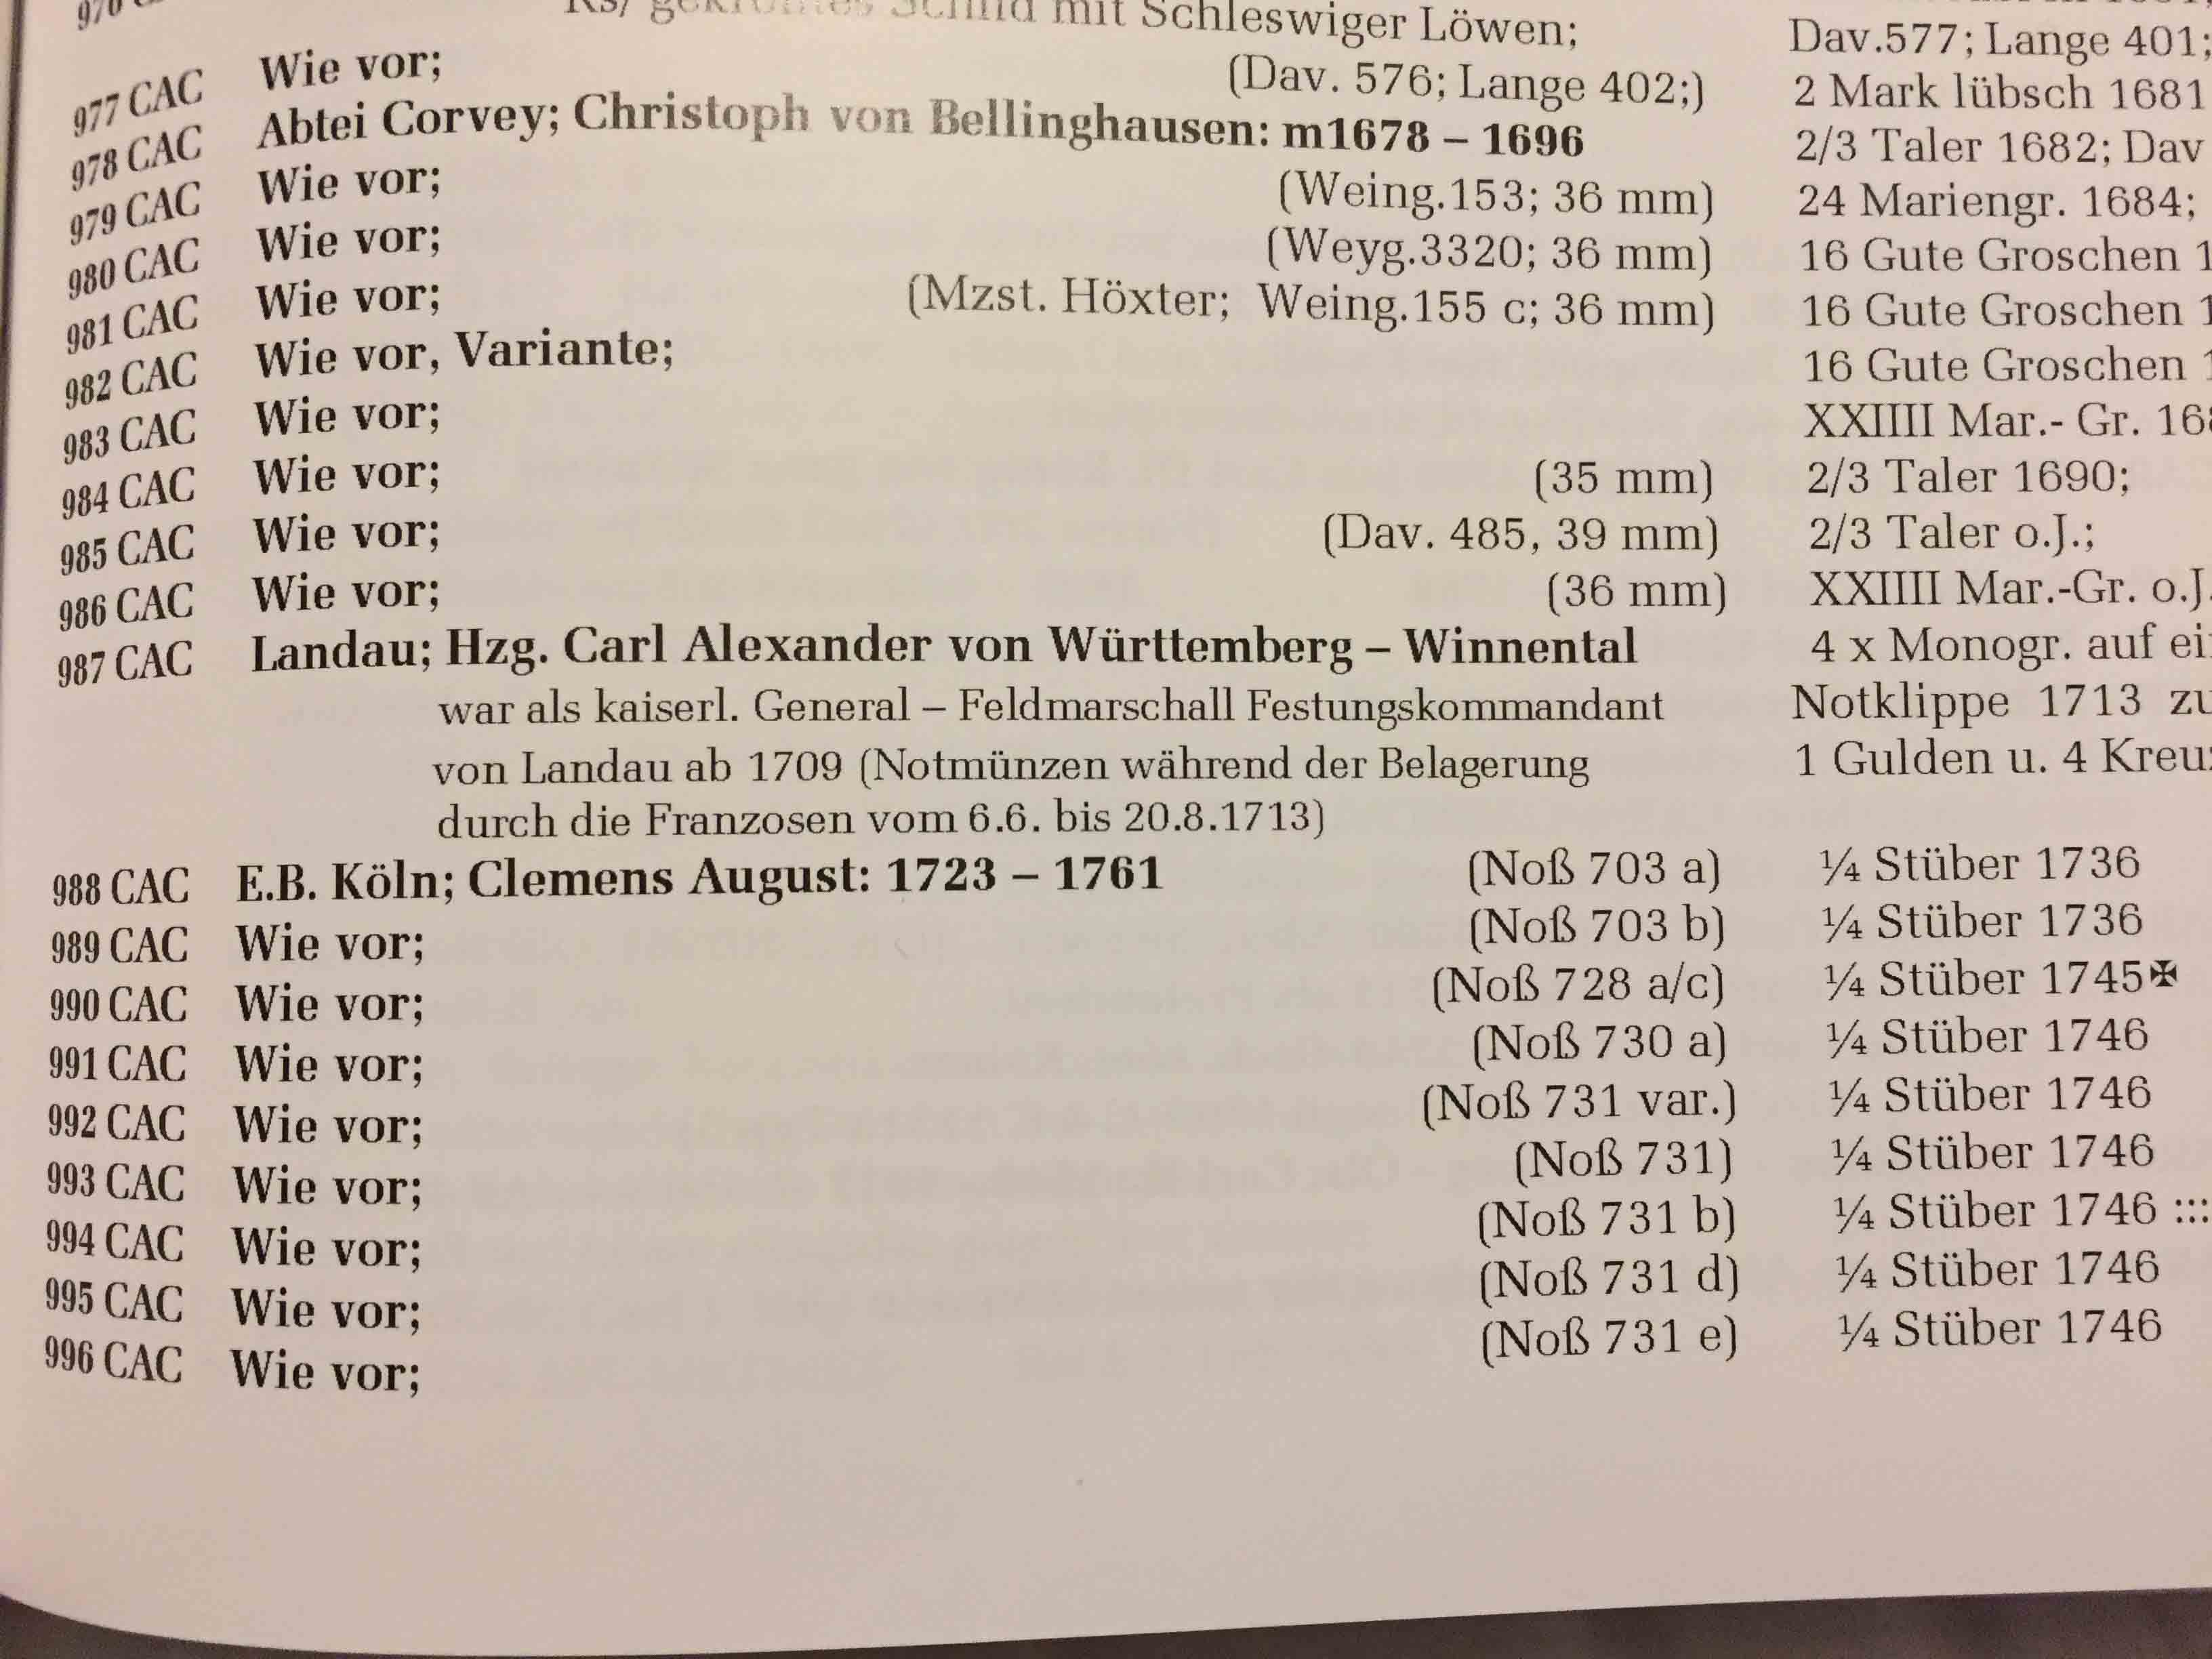 Rs/ gekröntes Schild mit Schleswiger Löwen; Dav.577; Lange 401;
977 CAC Wie vor; (Dav. 576; Lange 402;) 2 Mark lübsch 1681
978 CAC Abtei Corvey; Christoph von Bellinghausen: m1678 – 1696 2/3 Taler 1682; Dav
979 CAC Wie vor; (Weing.153; 36 mm) 24 Mariengr. 1684;
980 CAC Wie vor; (Weyg.3320; 36 mm) 16 Gute Groschen 1
981 CAC Wie vor; (Mzst. Höxter; Weing.155 c; 36 mm) 16 Gute Groschen 1
982 CAC Wie vor, Variante; 16 Gute Groschen 1
983 CAC Wie vor; XXIIII Mar.- Gr. 168
984 CAC Wie vor; (35 mm) 2/3 Taler 1690;
985 CAC Wie vor; (Dav. 485, 39 mm) 2/3 Taler o.J.;
986 CAC Wie vor; (36 mm) XXIIII Mar.-Gr. o.J.
987 CAC Landau; Hzg. Carl Alexander von Württemberg – Winnental 4 x Monogr. auf ei
war als kaiserl. General – Feldmarschall Festungskommandant Notklippe 1713 zu
von Landau ab 1709 (Notmünzen während der Belagerung 1 Gulden u. 4 Kreu
durch die Franzosen vom 6.6. bis 20.8.1713)
988 CAC E.B. Köln; Clemens August: 1723 – 1761 (Noß 703 a) ¼ Stüber 1736
989 CAC Wie vor; (Noß 703 b) ¼ Stüber 1736
990 CAC Wie vor; (Noß 728 a/c) ¼ Stüber 1745✠
991 CAC Wie vor; (Noß 730 a) ¼ Stüber 1746
992 CAC Wie vor; (Noß 731 var.) ¼ Stüber 1746
993 CAC Wie vor; (Noß 731) ¼ Stüber 1746
994 CAC Wie vor; (Noß 731 b) ¼ Stüber 1746 :::
995 CAC Wie vor; (Noß 731 d) ¼ Stüber 1746
996 CAC Wie vor; (Noß 731 e) ¼ Stüber 1746